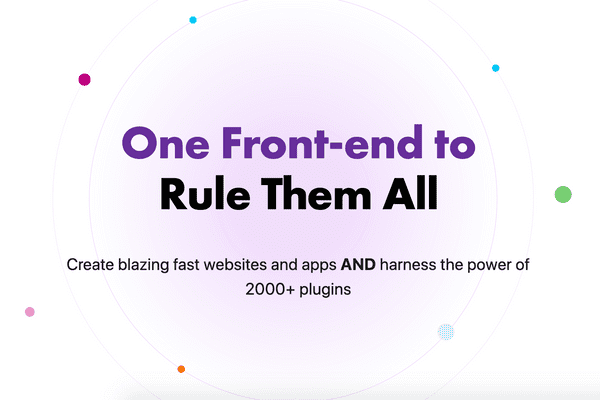 One Front-end to
Rule Them All
Create blazing fast websites and apps AND harness the power of
2000+ plugins